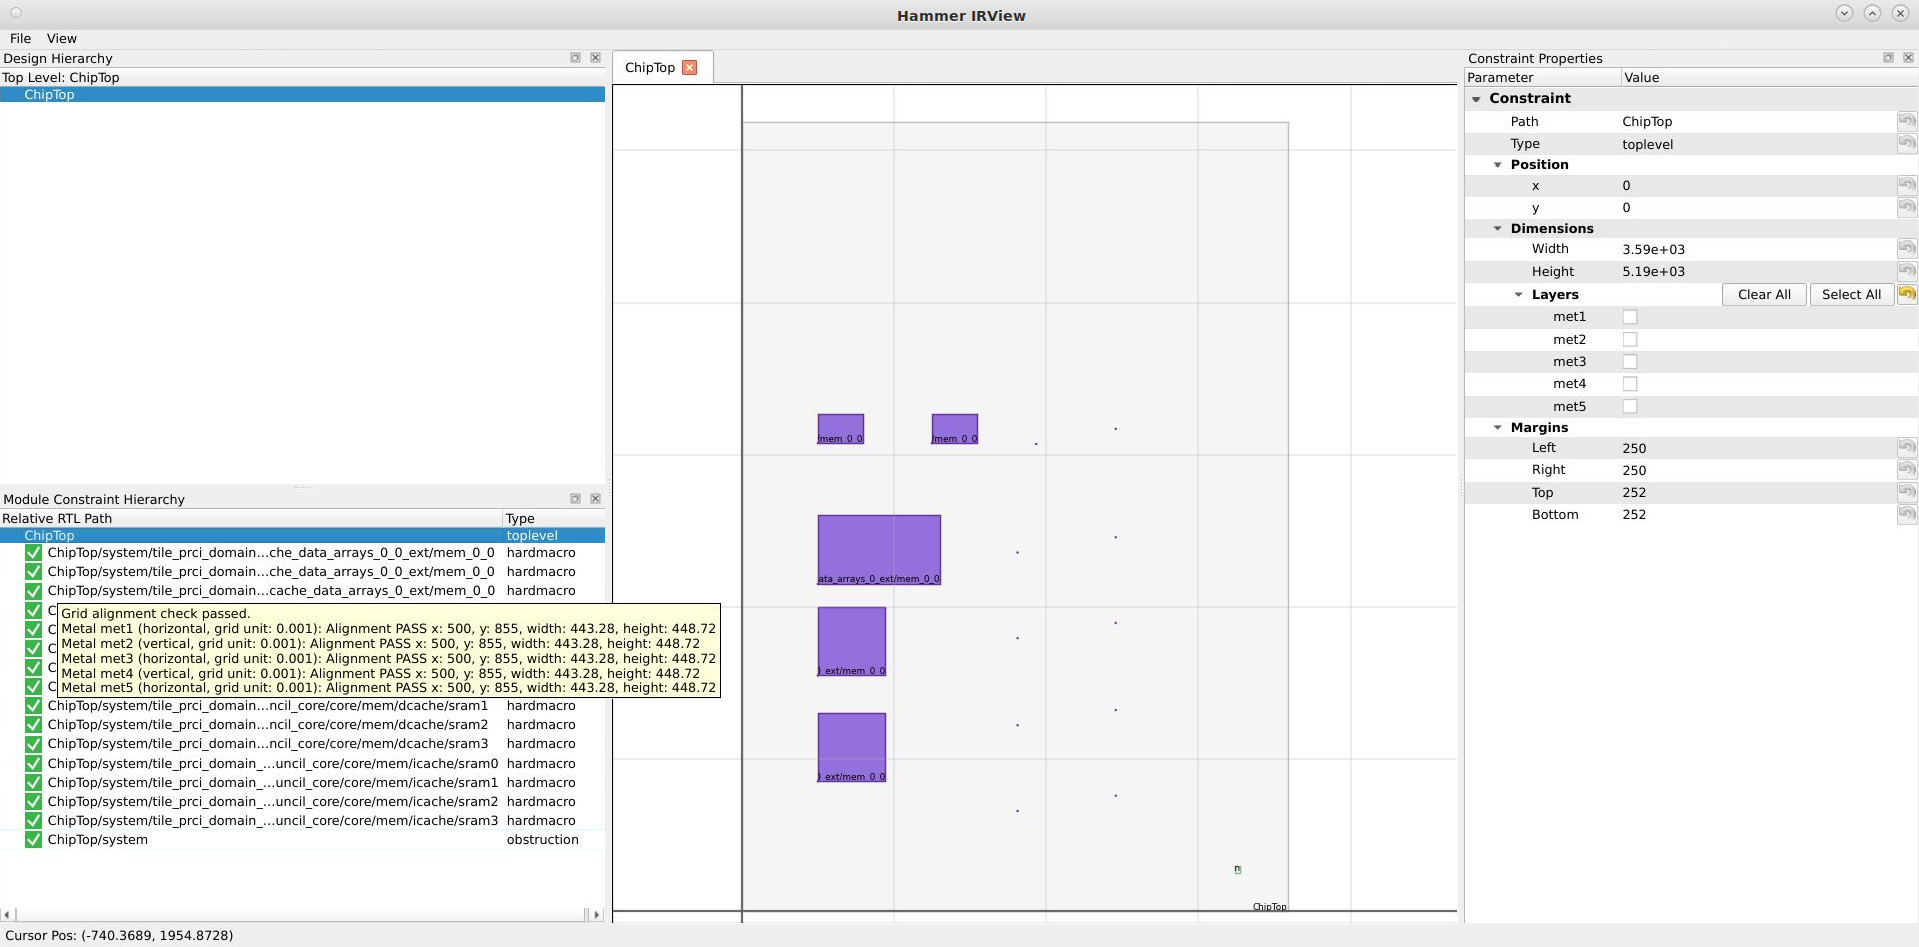 Hammer IRView
File View
Design Hierarchy
Top Level: ChipTop
ChipTop
Module Constraint Hierarchy
Relative RTL Path Type
ChipTop toplevel
ChipTop/system/tile_prci_domain...che_data_arrays_0_0_ext/mem_0_0 hardmacro
ChipTop/system/tile_prci_domain...che_data_arrays_0_0_ext/mem_0_0 hardmacro
ChipTop/system/tile_prci_domain...cache_data_arrays_0_ext/mem_0_0 hardmacro
Grid alignment check passed.
Metal met1 (horizontal, grid unit: 0.001): Alignment PASS x: 500, y: 855, width: 443.28, height: 448.72
Metal met2 (vertical, grid unit: 0.001): Alignment PASS x: 500, y: 855, width: 443.28, height: 448.72
Metal met3 (horizontal, grid unit: 0.001): Alignment PASS x: 500, y: 855, width: 443.28, height: 448.72
Metal met4 (vertical, grid unit: 0.001): Alignment PASS x: 500, y: 855, width: 443.28, height: 448.72
Metal met5 (horizontal, grid unit: 0.001): Alignment PASS x: 500, y: 855, width: 443.28, height: 448.72
ChipTop/system/tile_prci_domain...ncil_core/core/mem/dcache/sram1 hardmacro
ChipTop/system/tile_prci_domain...ncil_core/core/mem/dcache/sram2 hardmacro
ChipTop/system/tile_prci_domain...ncil_core/core/mem/dcache/sram3 hardmacro
ChipTop/system/tile_prci_domain_...uncil_core/core/mem/icache/sram0 hardmacro
ChipTop/system/tile_prci_domain_...uncil_core/core/mem/icache/sram1 hardmacro
ChipTop/system/tile_prci_domain_...uncil_core/core/mem/icache/sram2 hardmacro
ChipTop/system/tile_prci_domain_...uncil_core/core/mem/icache/sram3 hardmacro
ChipTop/system obstruction
Cursor Pos: (-740.3689, 1954.8728)
ChipTop
/mem_0_0 /mem_0_0
ata_arrays_0_ext/mem_0_0
)_ext/mem_0_0
)_ext/mem_0_0
ChipTop
Constraint Properties
Parameter Value
Constraint
Path ChipTop
Type toplevel
Position
x 0
y 0
Dimensions
Width 3.59e+03
Height 5.19e+03
Layers Clear All Select All
met1
met2
met3
met4
met5
Margins
Left 250
Right 250
Top 252
Bottom 252